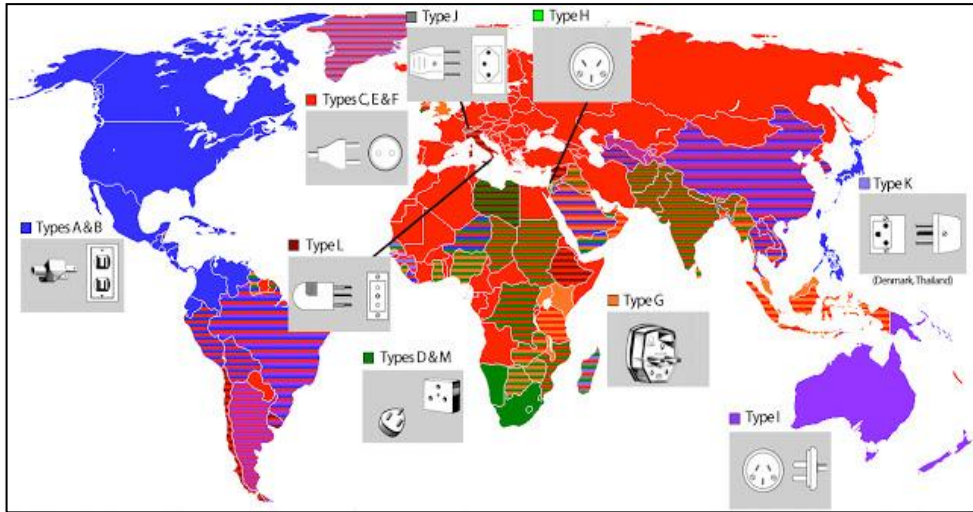 Type J
Type H
Types C, E & F
Type K
(Denmark, Thailand)
Types A & B
Type L
Type G
Types D & M
Type I